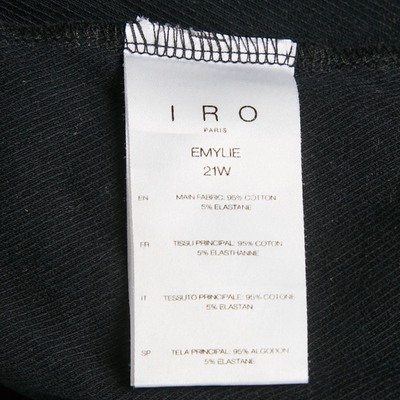 IRO
PARIS
EMYLIE
21W
EN MAIN FABRIC: 95% COTTON
5% ELASTANE
FR TISSU PRINCIPAL: 95% COTON
5% ELASTHANNE
IT TESSUTO PRINCIPALE: 95% COTONE
5% ELASTAN
SP TELA PRINCIPAL: 95% ALGODON
5% ELASTANE